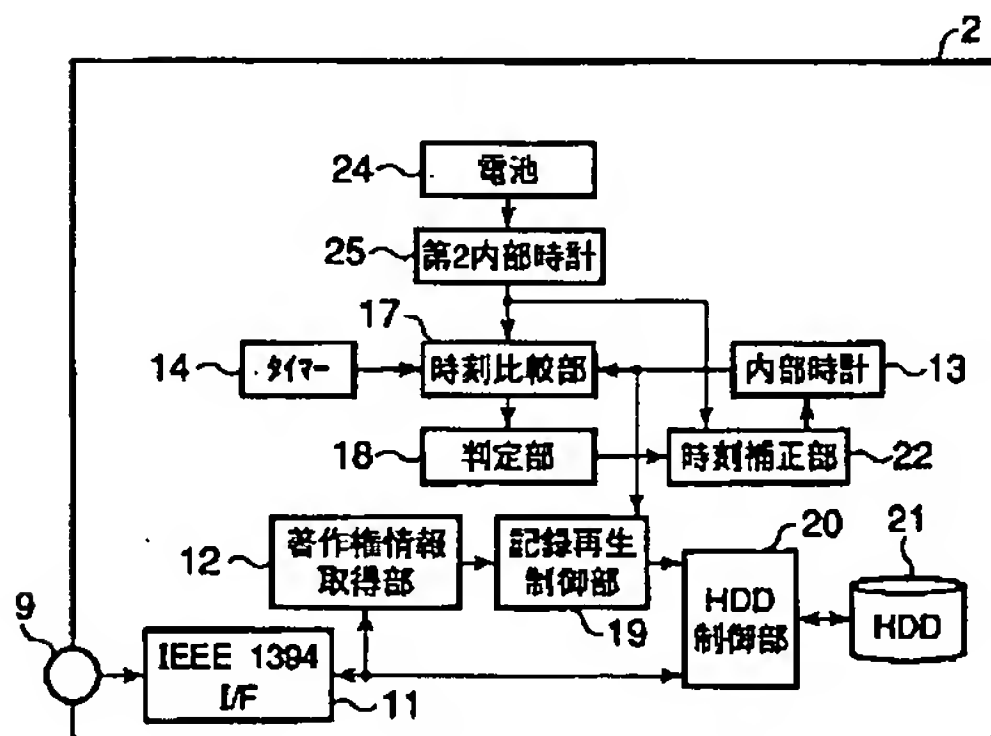 2
24
電池
25
第2内部時計
17
14
タイマー
時刻比較部
内部時計
13
18
判定部
時刻補正部
22
12
著作権情報
取得部
記録再生
制御部
19
20
HDD
制御部
21
HDD
9
IEEE 1394
I/F
11